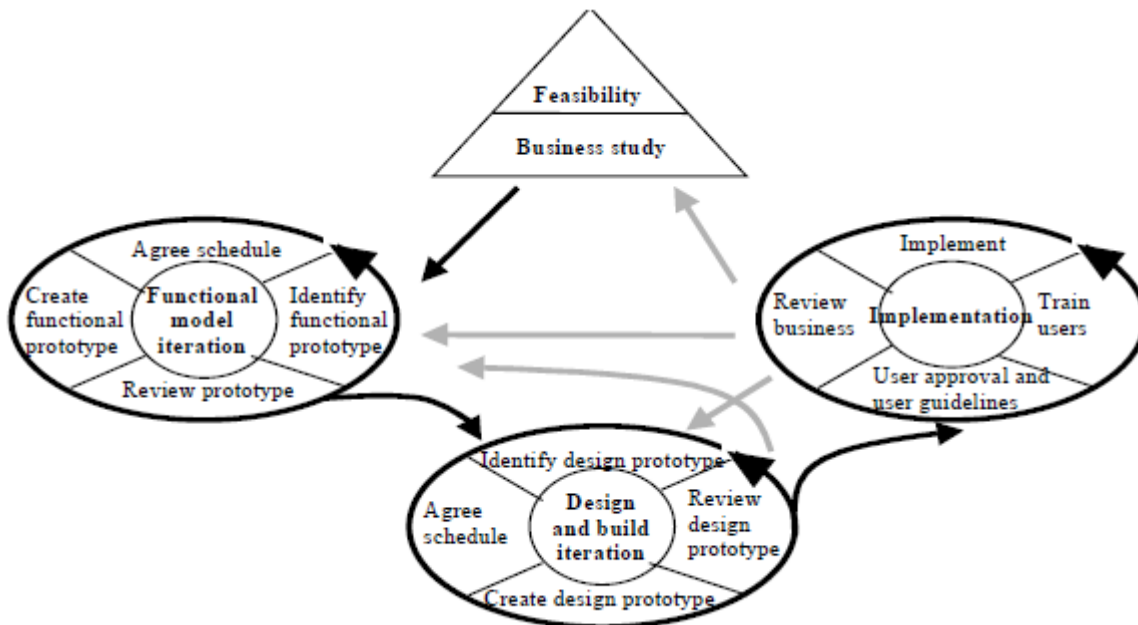 Feasibility
Business study
Agree schedule
Create
functional
prototype
Functional
model
iteration
Identify
functional
prototype
Review prototype
Implement
Review
business
Implementation
Train
users
User approval and
user guidelines
Identify design prototype
Agree
schedule
Design
and build
iteration
Review
design
prototype
Create design prototype